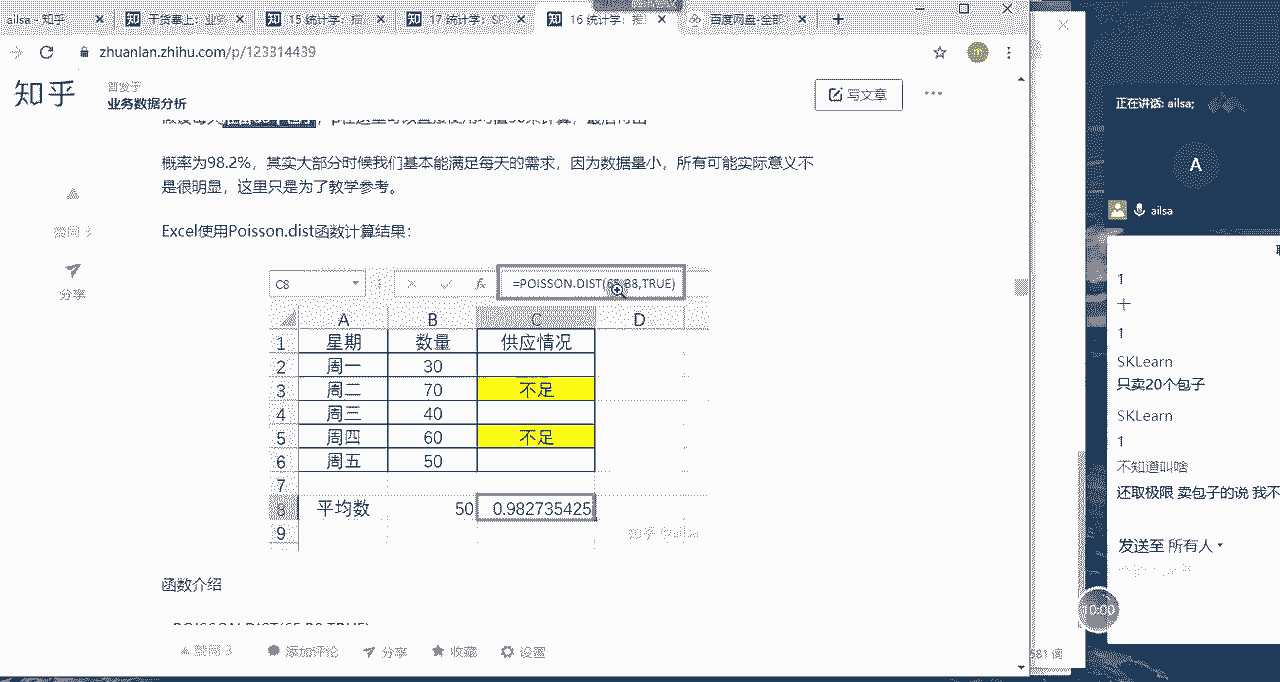 ailsa - 知乎
干货塞上：业务
15 统计学：推
17 统计学：SP
16 统计学：推
百度网盘-全部
zhuanlan.zhihu.com/p/123314439
知乎
业务数据分析
写文章
概率为98.2%，其实大部分时候我们基本能满足每天的需求，因为数据量小，所有可能实际意义不
是很明显，这里只是为了教学参考。
赞同 3
分享
Excel使用Poisson.dist函数计算结果：
C8
fx
=POISSON.DIST(65,B8,TRUE)
A B C D
1 星期 数量 供应情况
2 周一 30
3 周二 70 不足
4 周三 40
5 周四 60 不足
6 周五 50
7
8 平均数 50 0.982735425
9
知乎 @ailsa
函数介绍
=POISSON.DIST(65,B8,TRUE)
赞同 3 添加评论 分享 收藏 设置
正在讲话: ailsa;
A
ailsa
1
十
1
SKLearn
只卖20个包子
SKLearn
1
不知道叫啥
还取极限 卖包子的说 我不
发送至 所有人
10:00
581 词